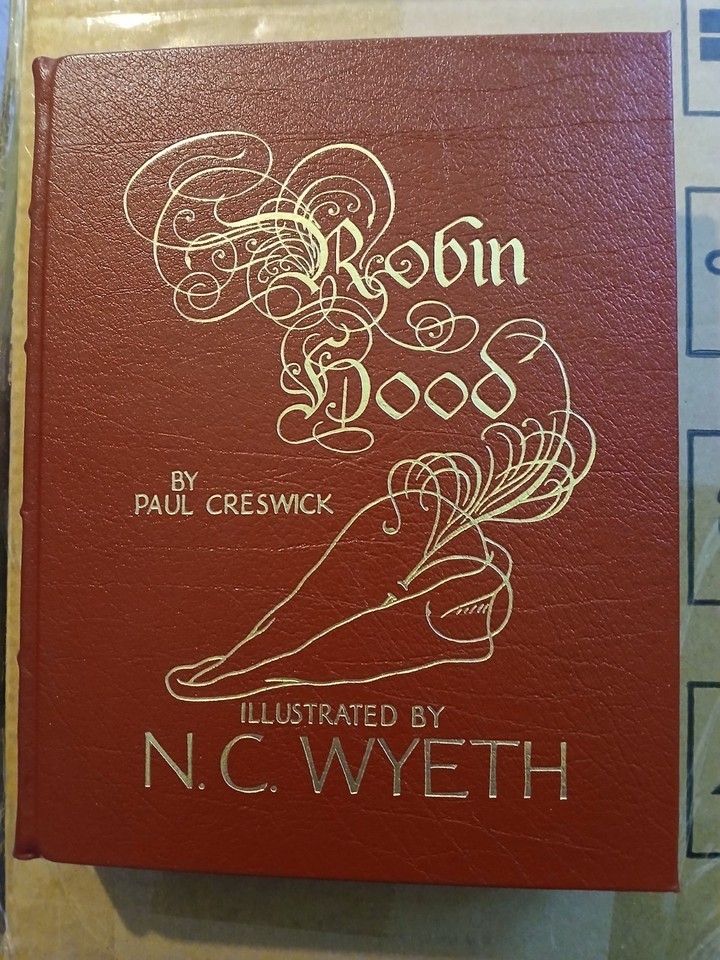 Robin
Hood
BY
PAUL CRESWICK
ILLUSTRATED BY
N. C. WYETH